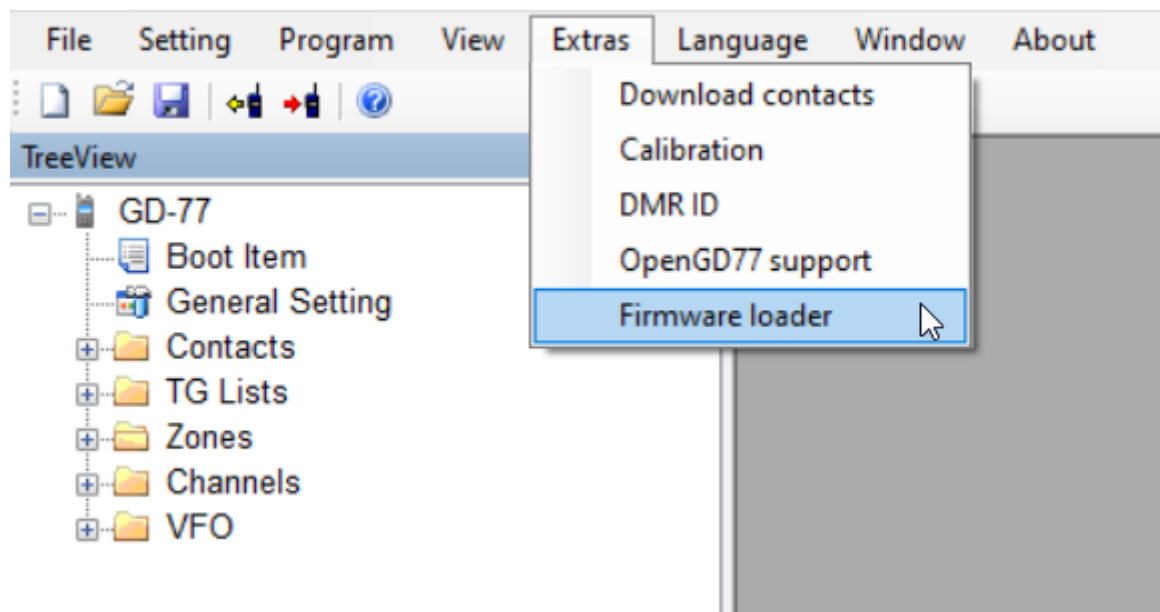 File Setting Program View Extras Language Window About
Download contacts
Calibration
DMR ID
OpenGD77 support
Firmware loader
TreeView
GD-77
Boot Item
General Setting
Contacts
TG Lists
Zones
Channels
VFO